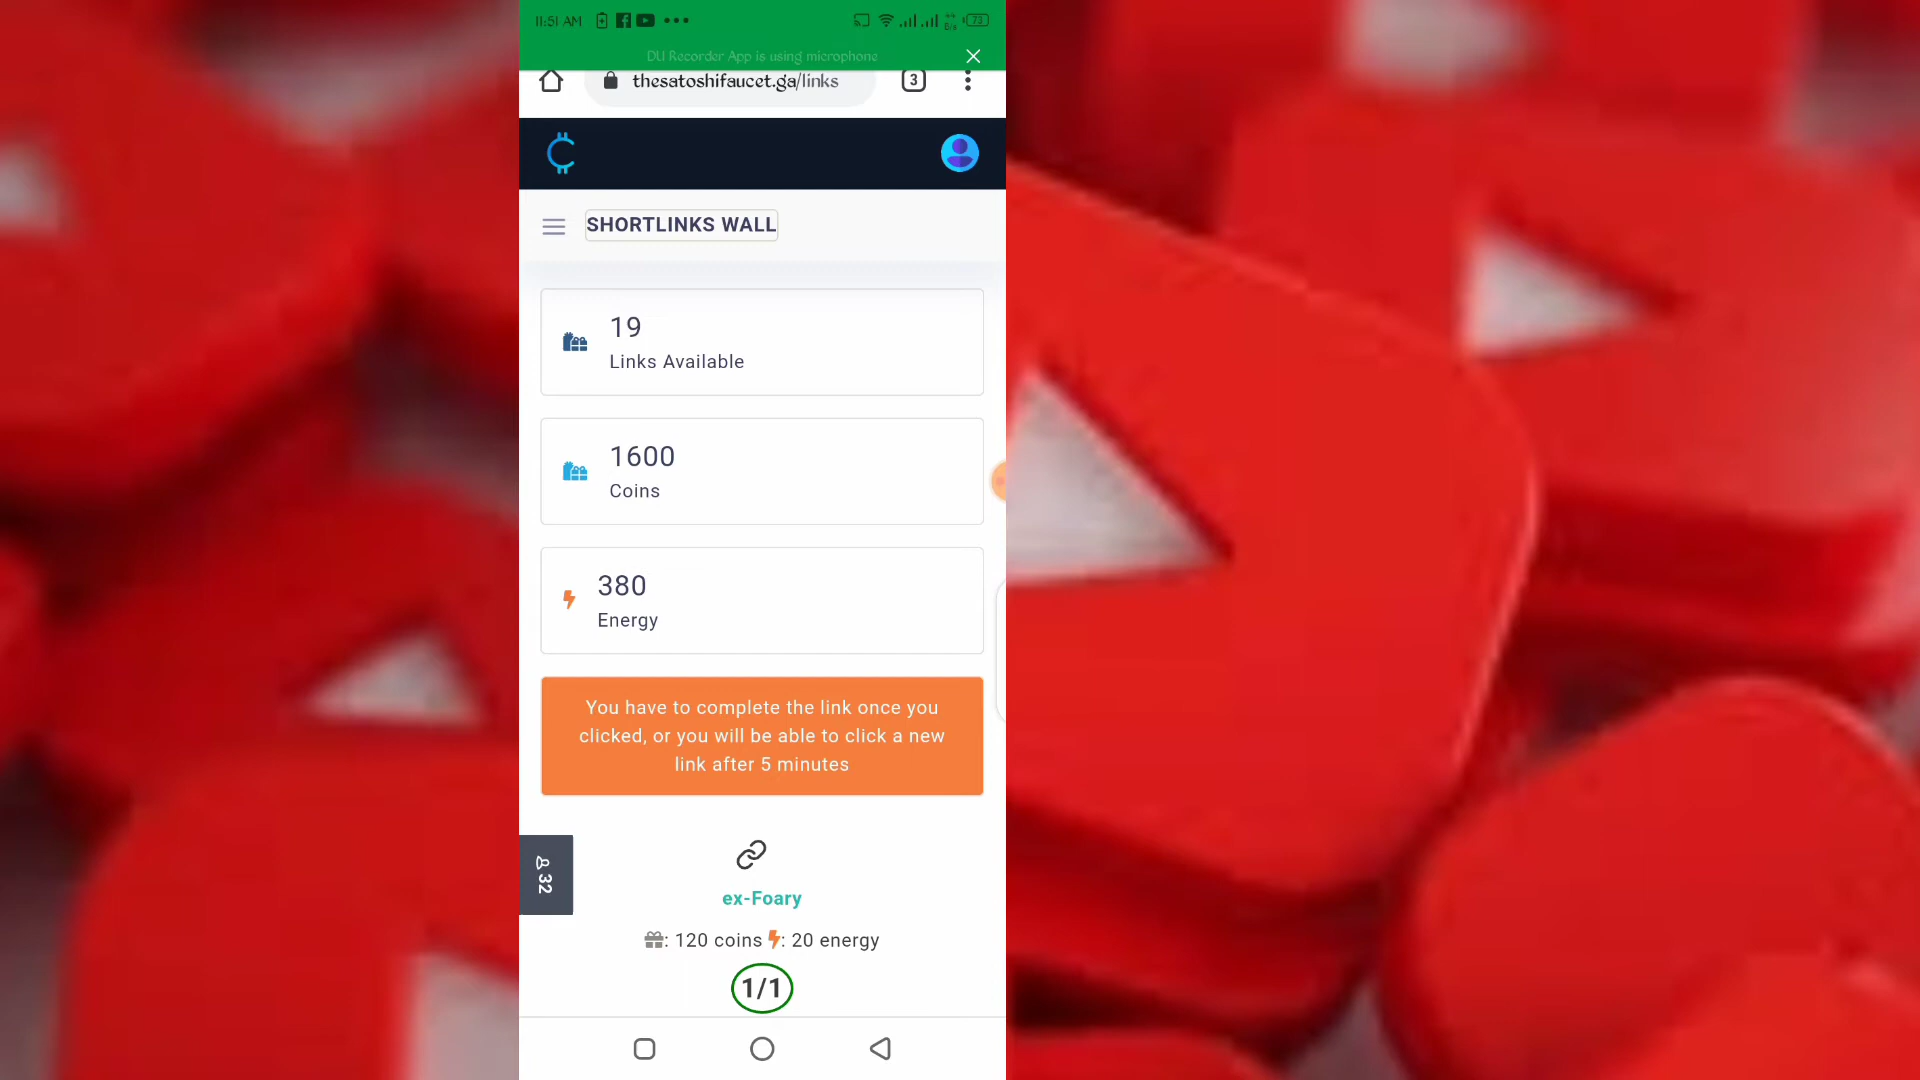 11:51 AM
73
DU Recorder App is using microphone
thesatoshifaucet.ga/links
3
SHORTLINKS WALL
19
Links Available
1600
Coins
380
Energy
You have to complete the link once you
clicked, or you will be able to click a new
link after 5 minutes
32
ex-Foary
: 120 coins : 20 energy
1/1